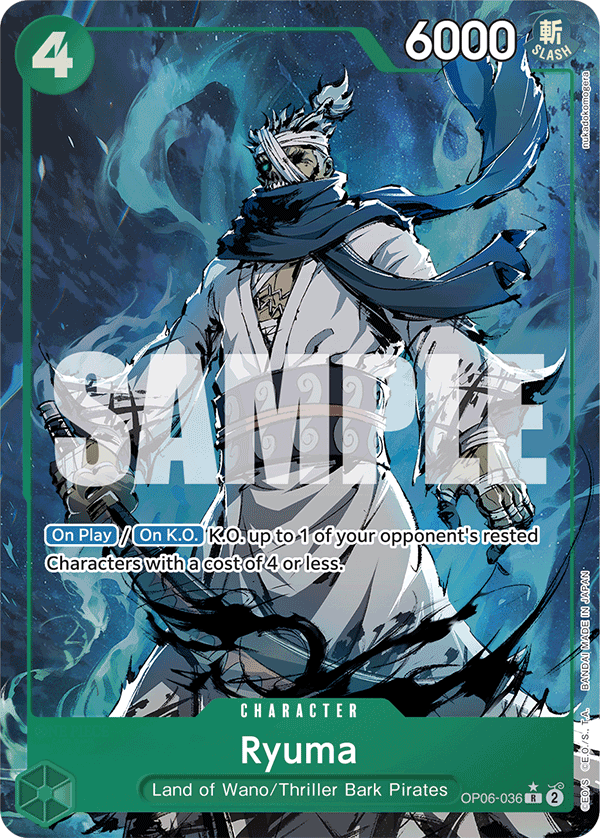 4
6000
斬
SLASH
nukadokomogera
SAMPLE
On Play / On K.O. K.O. up to 1 of your opponent's rested
Characters with a cost of 4 or less.
CHARACTER
Ryuma
Land of Wano/Thriller Bark Pirates
OP06-036 R 2
©E.O./S., T.A. BANDAI MADE IN JAPAN